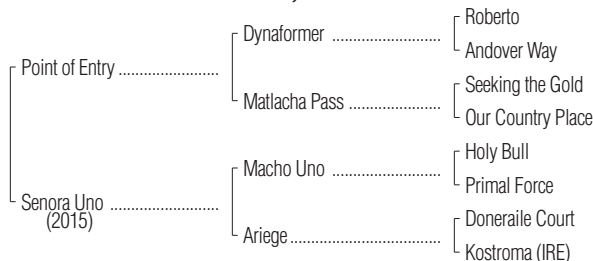 Roberto
Dynaformer ........................
Andover Way
Point of Entry ......................
Seeking the Gold
Matlacha Pass .....................
Our Country Place
Holy Bull
Macho Uno ........................
Primal Force
Senora Uno ........................
(2015)
Doneraile Court
Ariege .................................
Kostroma (IRE)